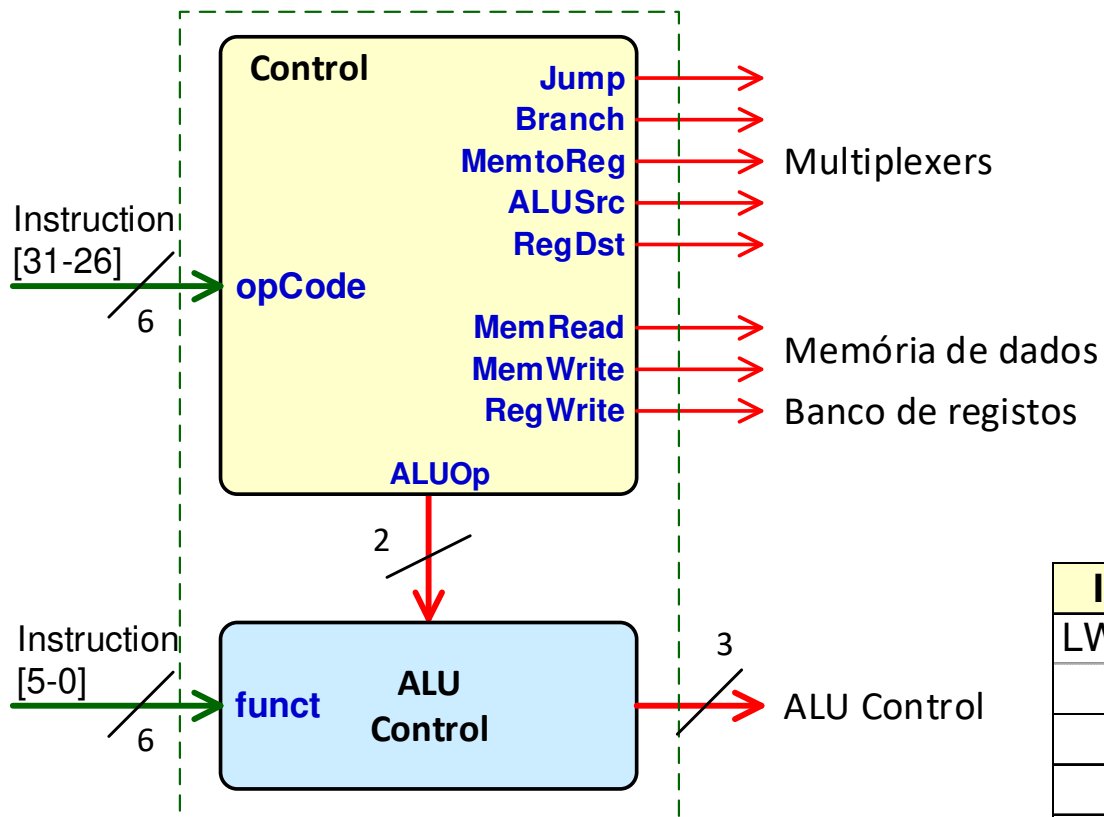 Control
Jump
Branch
MemtoReg
Multiplexers
ALUSrc
RegDst
Instruction
[31-26]
6
opCode
MemRead
MemWrite
Memória de dados
RegWrite
Banco de registos
ALUOp
2
Instruction
[5-0]
6
funct
ALU
Control
3
ALU Control